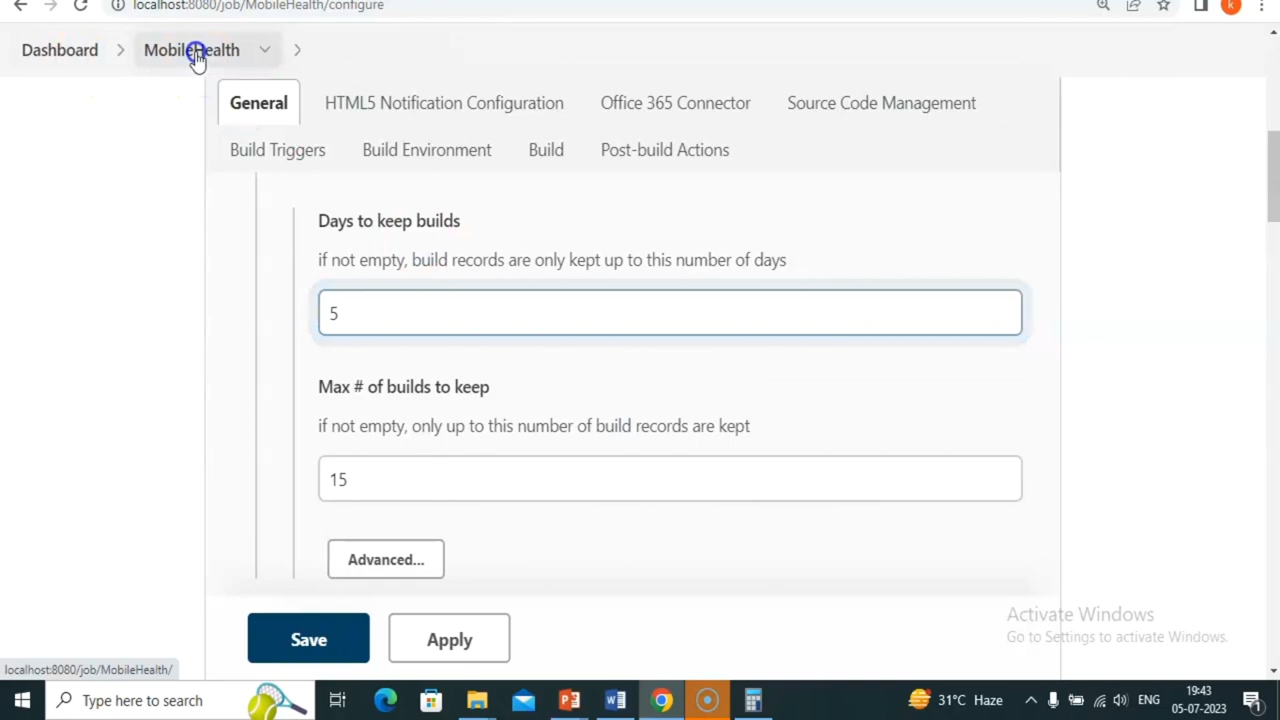 localhost:8080/job/MobileHealth/configure
Dashboard MobileHealth
General HTML5 Notification Configuration Office 365 Connector Source Code Management
Build Triggers Build Environment Build Post-build Actions
Days to keep builds
if not empty, build records are only kept up to this number of days
5
Max # of builds to keep
if not empty, only up to this number of build records are kept
15
Advanced...
Save Apply
Activate Windows
Go to Settings to activate Windows.
localhost:8080/job/MobileHealth/
Type here to search 31°C Haze ENG 19:43
05-07-2023 1